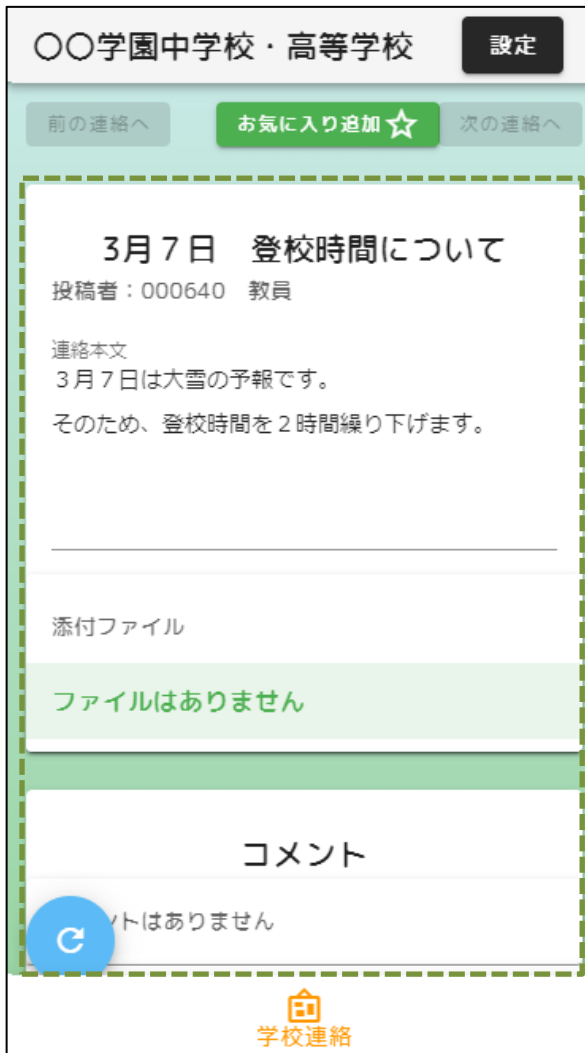 〇〇学園中学校・高等学校
設定
前の連絡へ
お気に入り追加☆
次の連絡へ
3月７日　登校時間について
投稿者：000640　教員
連絡本文
３月７日は大雪の予報です。
そのため、登校時間を２時間繰り下げます。
添付ファイル
ファイルはありません
コメント
ントはありません
学校連絡